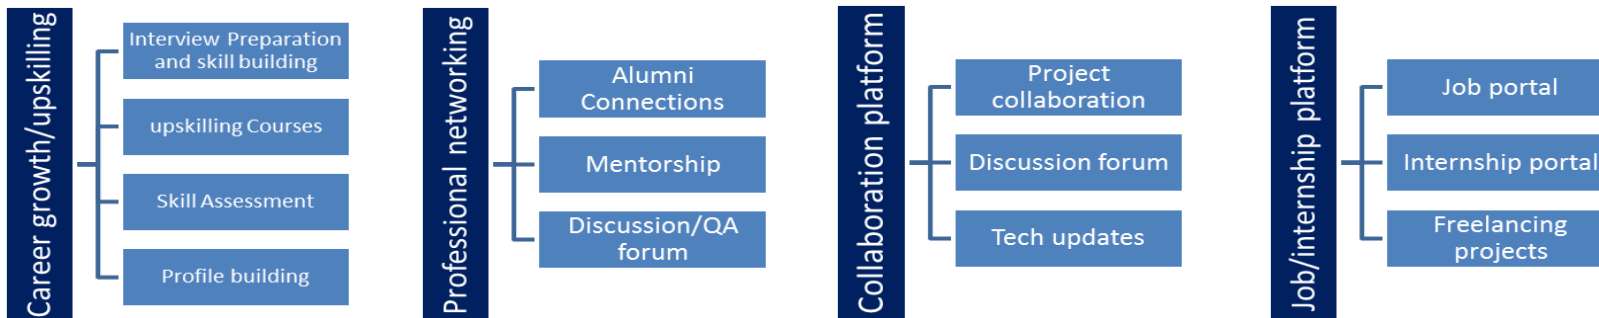 Career growth/upskilling
Interview Preparation
and skill building
upskilling Courses
Skill Assessment
Profile building
Professional networking
Alumni
Connections
Mentorship
Discussion/QA
forum
Collaboration platform
Project
collaboration
Discussion forum
Tech updates
Job/internship platform
Job portal
Internship portal
Freelancing
projects